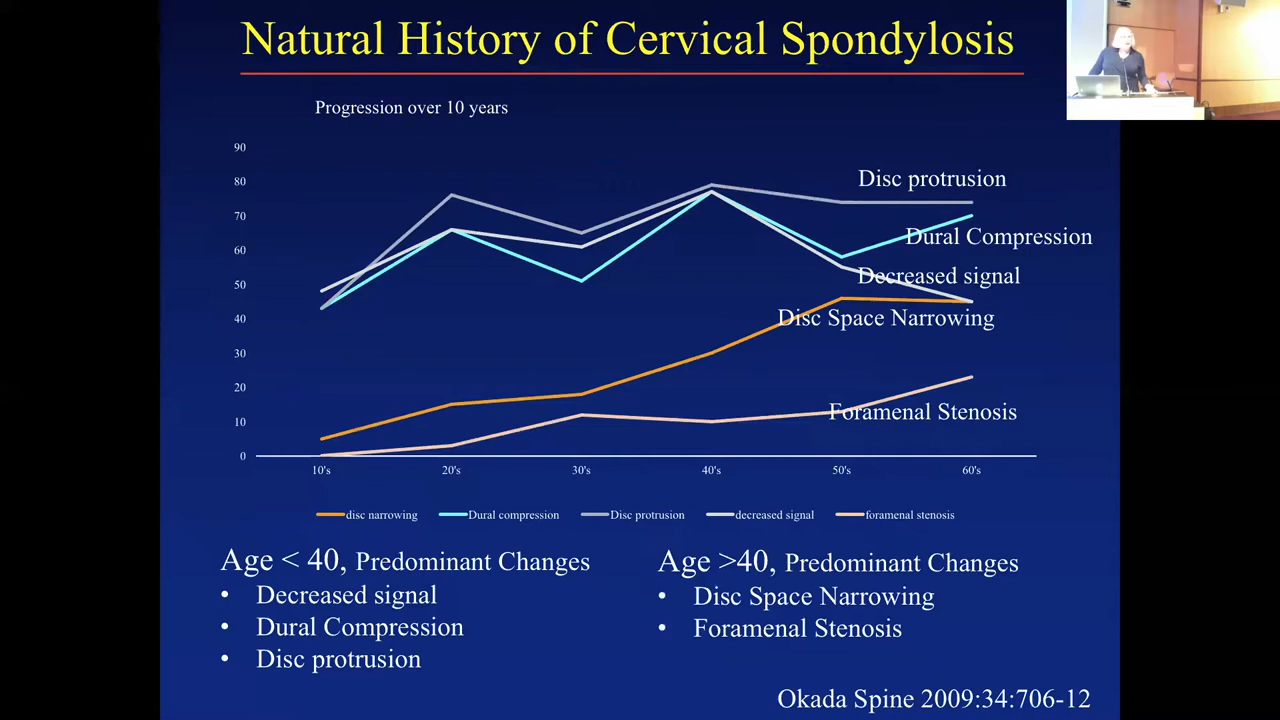 Natural History of Cervical Spondylosis
Progression over 10 years
90
80
70
60
50
40
30
20
10
0
Disc protrusion
Dural Compression
Decreased signal
Disc Space Narrowing
Foramenal Stenosis
10's 20's 30's 40's 50's 60's
disc narrowing Dural compression Disc protrusion decreased signal foramenal stenosis
Age < 40, Predominant Changes
• Decreased signal
• Dural Compression
• Disc protrusion
Age >40, Predominant Changes
• Disc Space Narrowing
• Foramenal Stenosis
Okada Spine 2009:34:706-12